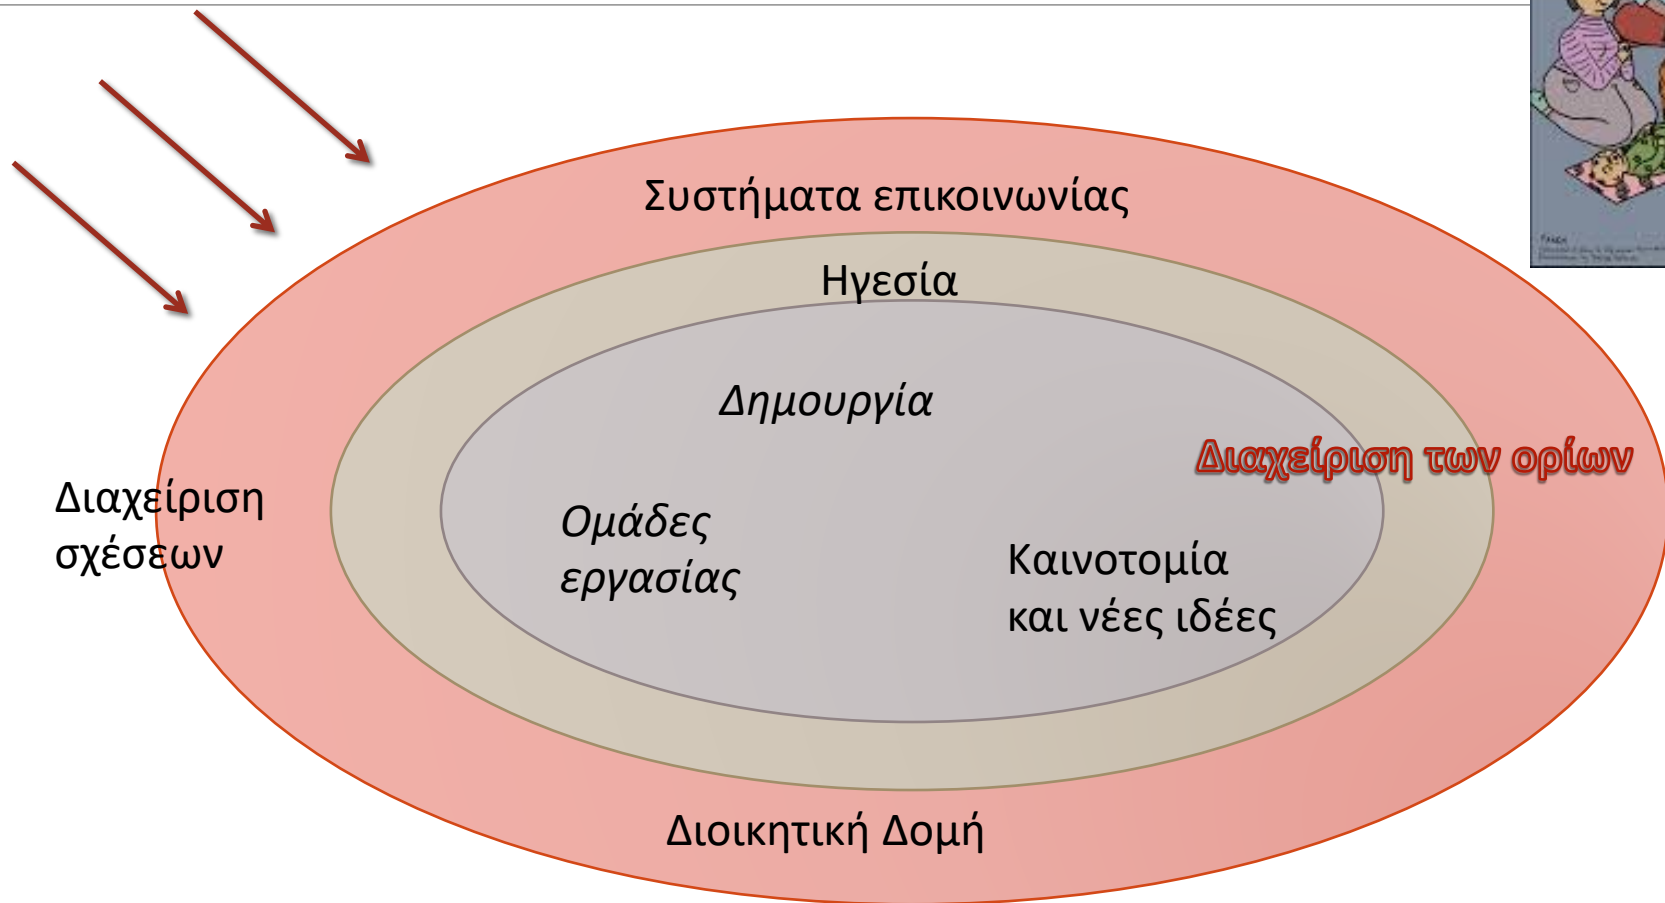 Συστήματα επικοινωνίας
Ηγεσία
Δημουργία
Διαχείριση των ορίων
Διαχείριση
σχέσεων
Ομάδες
εργασίας
Καινοτομία
και νέες ιδέες
Διοικητική Δομή